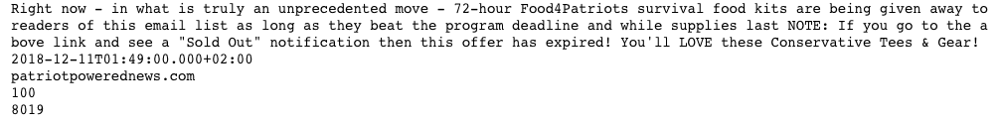 Right now – in what is truly an unprecedented move – 72-hour Food4Patriots survival food kits are being given away to
readers of this email list as long as they beat the program deadline and while supplies last NOTE: If you go to the a
bove link and see a "Sold Out" notification then this offer has expired! You'll LOVE these Conservative Tees & Gear!
2018-12-11T01:49:00.000+02:00
patriotpowerednews.com
100
8019